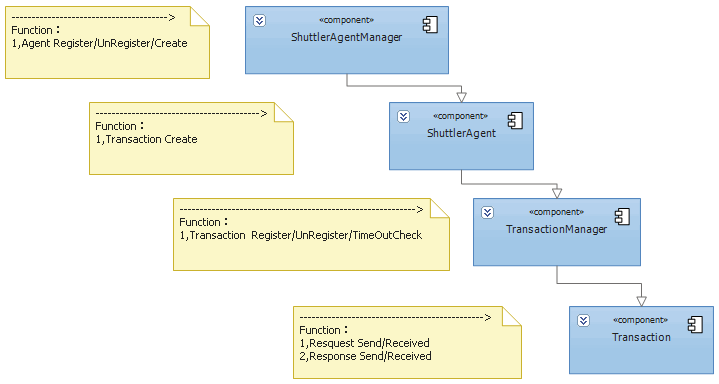 ------------------------------------->
Function：
1,Agent Register/UnRegister/Create
«component»
ShuttlerAgentManager
--------------------------------------->
Function：
1,Transaction Create
«component»
ShuttlerAgent
--------------------------------------------------------->
Function：
1,Transaction  Register/UnRegister/TimeOutCheck
«component»
TransactionManager
-------------------------------------------->
Function：
1,Resquest Send/Received
2,Response Send/Received
«component»
Transaction